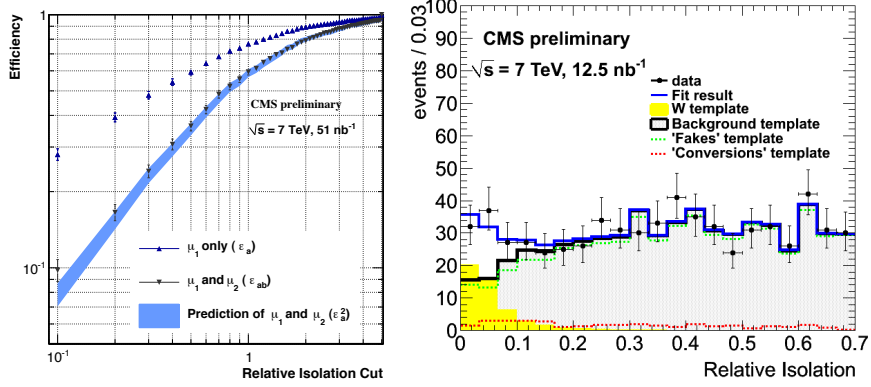 Efficiency
1
10⁻¹
CMS preliminary
√s = 7 TeV, 51 nb⁻¹
μ₁ only ( εₐ)
μ₁ and μ₂ ( εₐb)
Prediction of μ₁ and μ₂ (εₐ²)
10⁻¹
1
Relative Isolation Cut
events / 0.03
100
90
80
70
60
50
40
30
20
10
0
CMS preliminary
√s = 7 TeV, 12.5 nb⁻¹
data
Fit result
W template
Background template
'Fakes' template
'Conversions' template
0
0.1
0.2
0.3
0.4
0.5
0.6
0.7
Relative Isolation